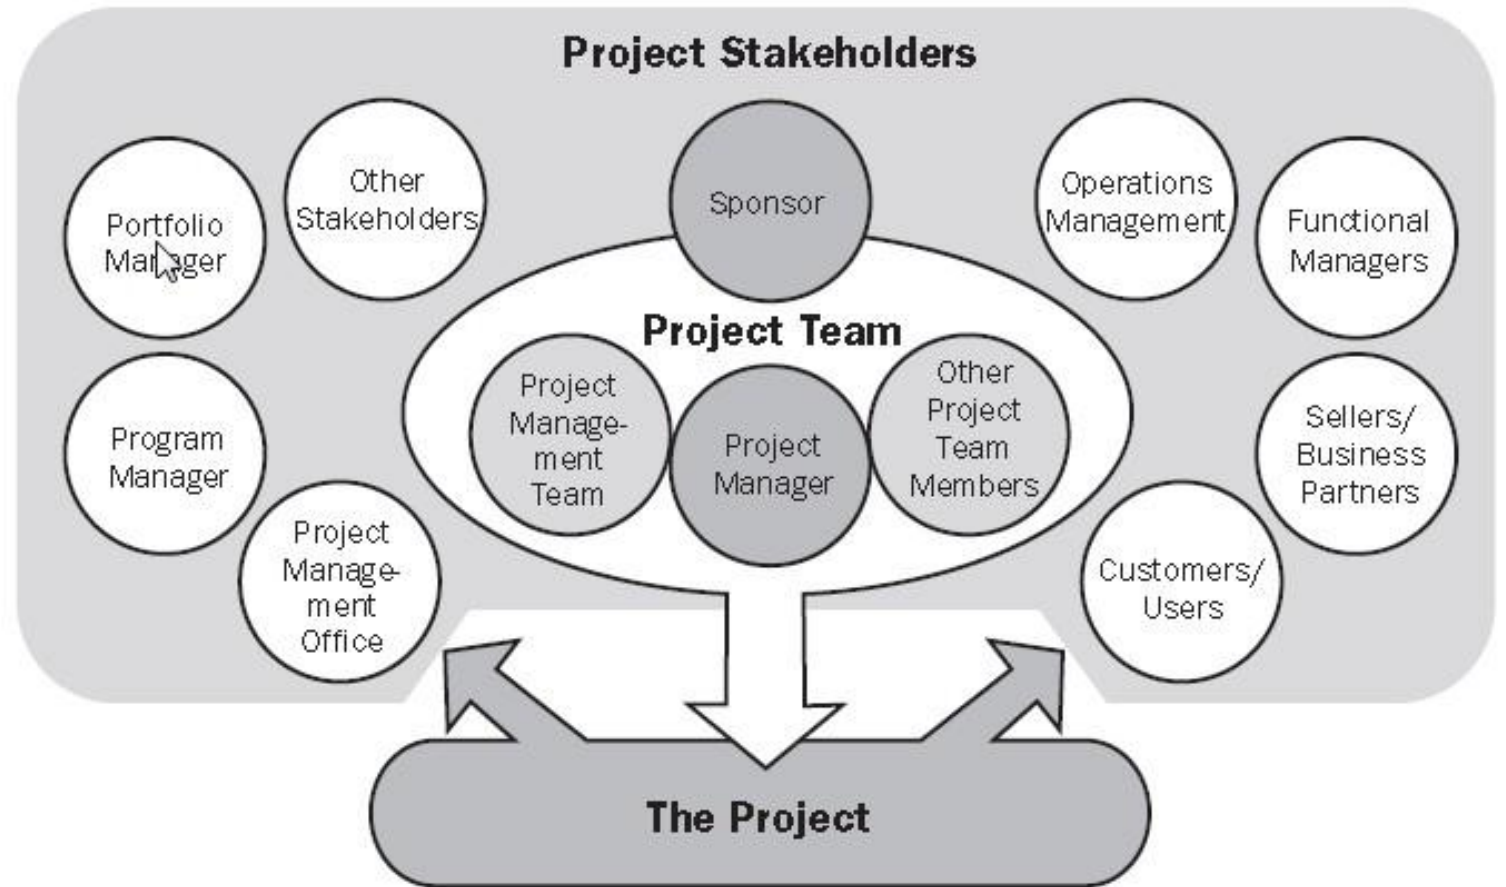 Project Stakeholders
Portfolio
Manager
Other
Stakeholders
Sponsor
Operations
Management
Functional
Managers
Program
Manager
Project Team
Project
Manage-
ment
Team
Project
Manager
Other
Project
Team
Members
Sellers/
Business
Partners
Project
Manage-
ment
Office
Customers/
Users
The Project